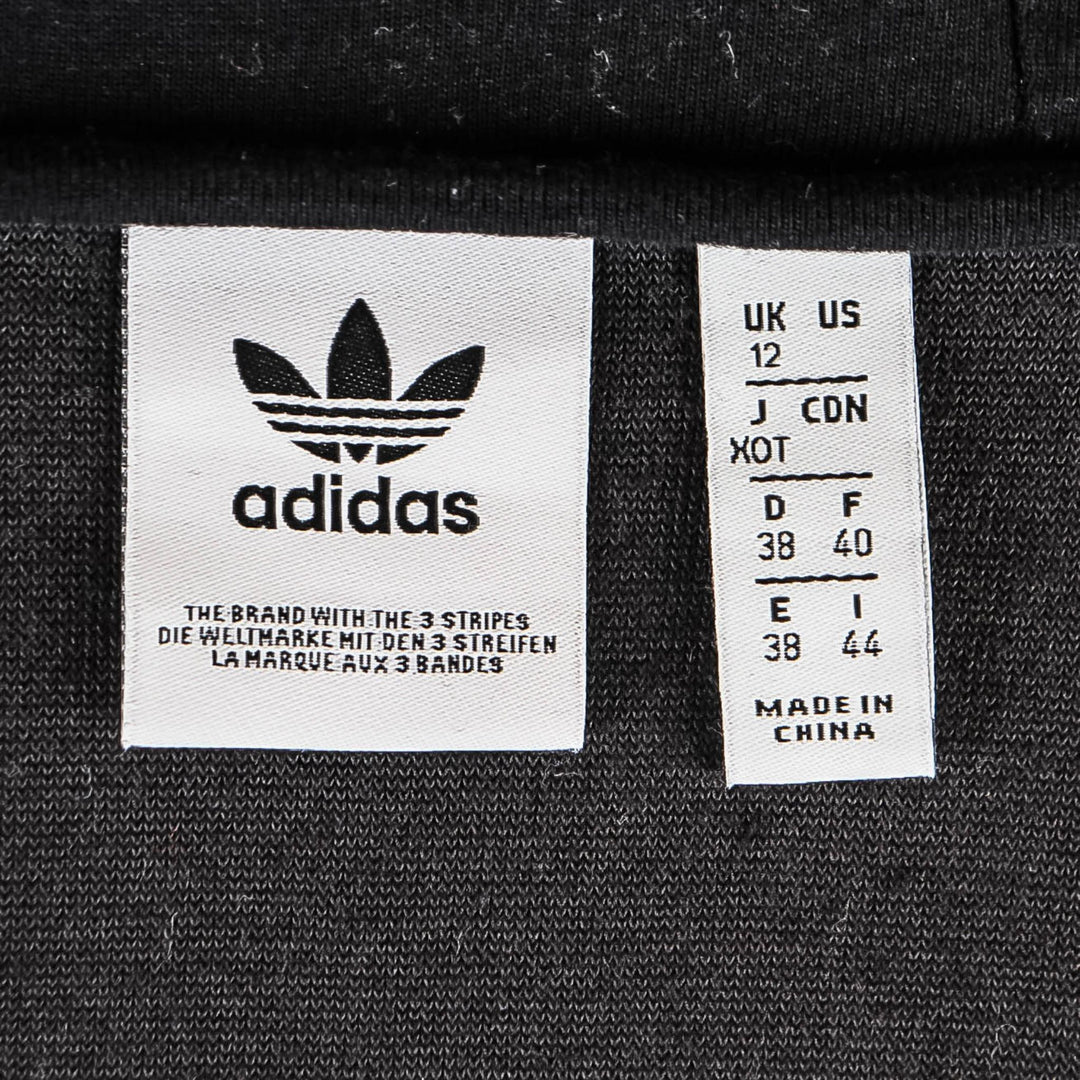 adidas
THE BRAND WITH THE 3 STRIPES
DIE WELTMARKE MIT DEN 3 STREIFEN
LA MARQUE AUX 3 BANDES
UK US
12
J CDN
XOT
D F
38 40
E I
38 44
MADE IN
CHINA